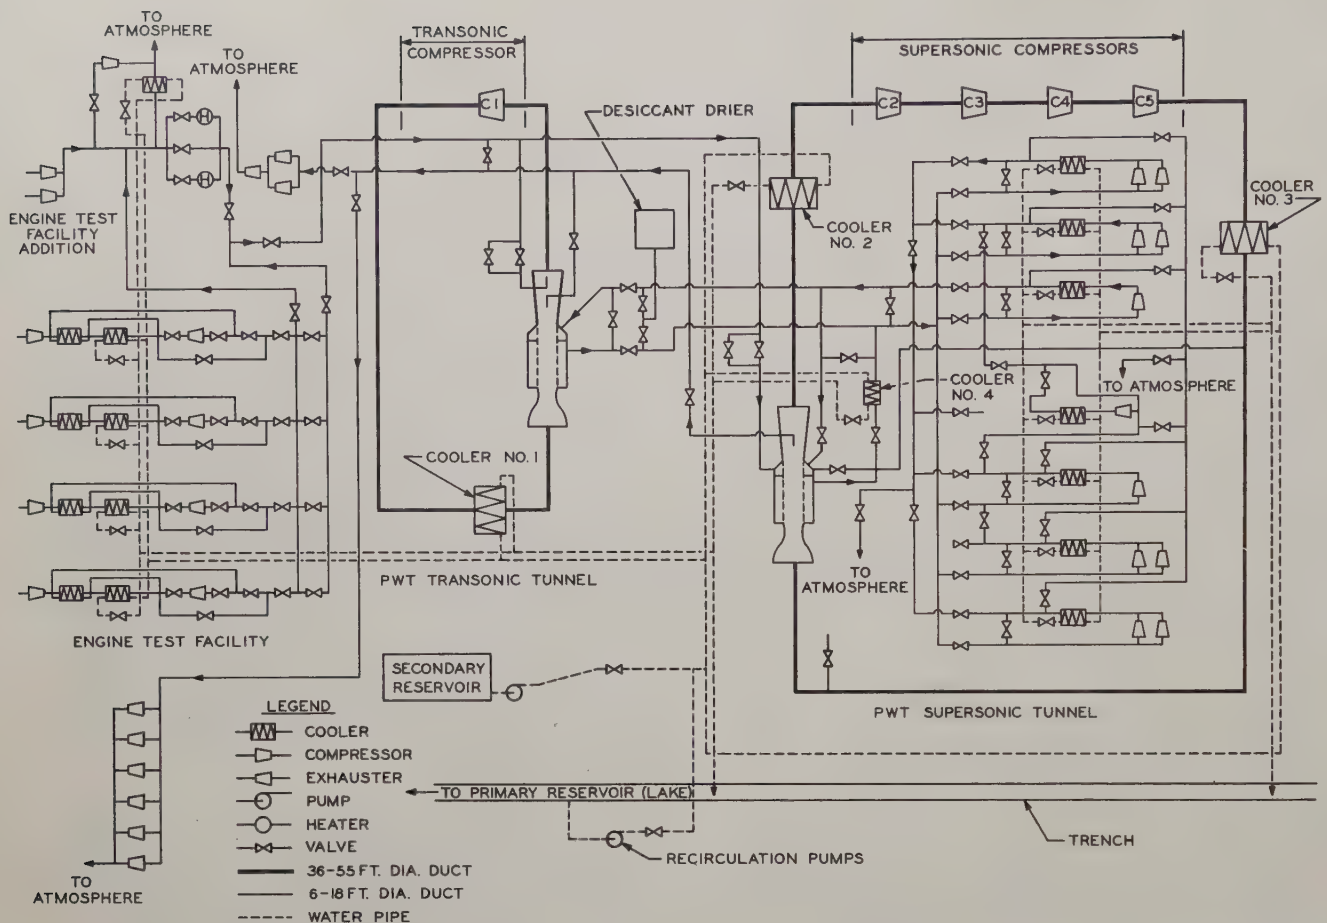 TO
ATMOSPHERE
TO
ATMOSPHERE
TRANSONIC
COMPRESSOR
SUPERSONIC COMPRESSORS
C1
C2
C3
C4
C5
DESICCANT DRIER
H
H
ENGINE TEST
FACILITY
ADDITION
COOLER
NO. 2
COOLER
NO. 3
COOLER
NO. 4
TO ATMOSPHERE
COOLER NO. 1
PWT TRANSONIC TUNNEL
TO
ATMOSPHERE
ENGINE TEST FACILITY
SECONDARY
RESERVOIR
PWT SUPERSONIC TUNNEL
LEGEND
COOLER
COMPRESSOR
EXHAUSTER
PUMP
HEATER
VALVE
36-55 FT. DIA. DUCT
6-18 FT. DIA. DUCT
WATER PIPE
TO PRIMARY RESERVOIR (LAKE)
TRENCH
RECIRCULATION PUMPS
TO
ATMOSPHERE